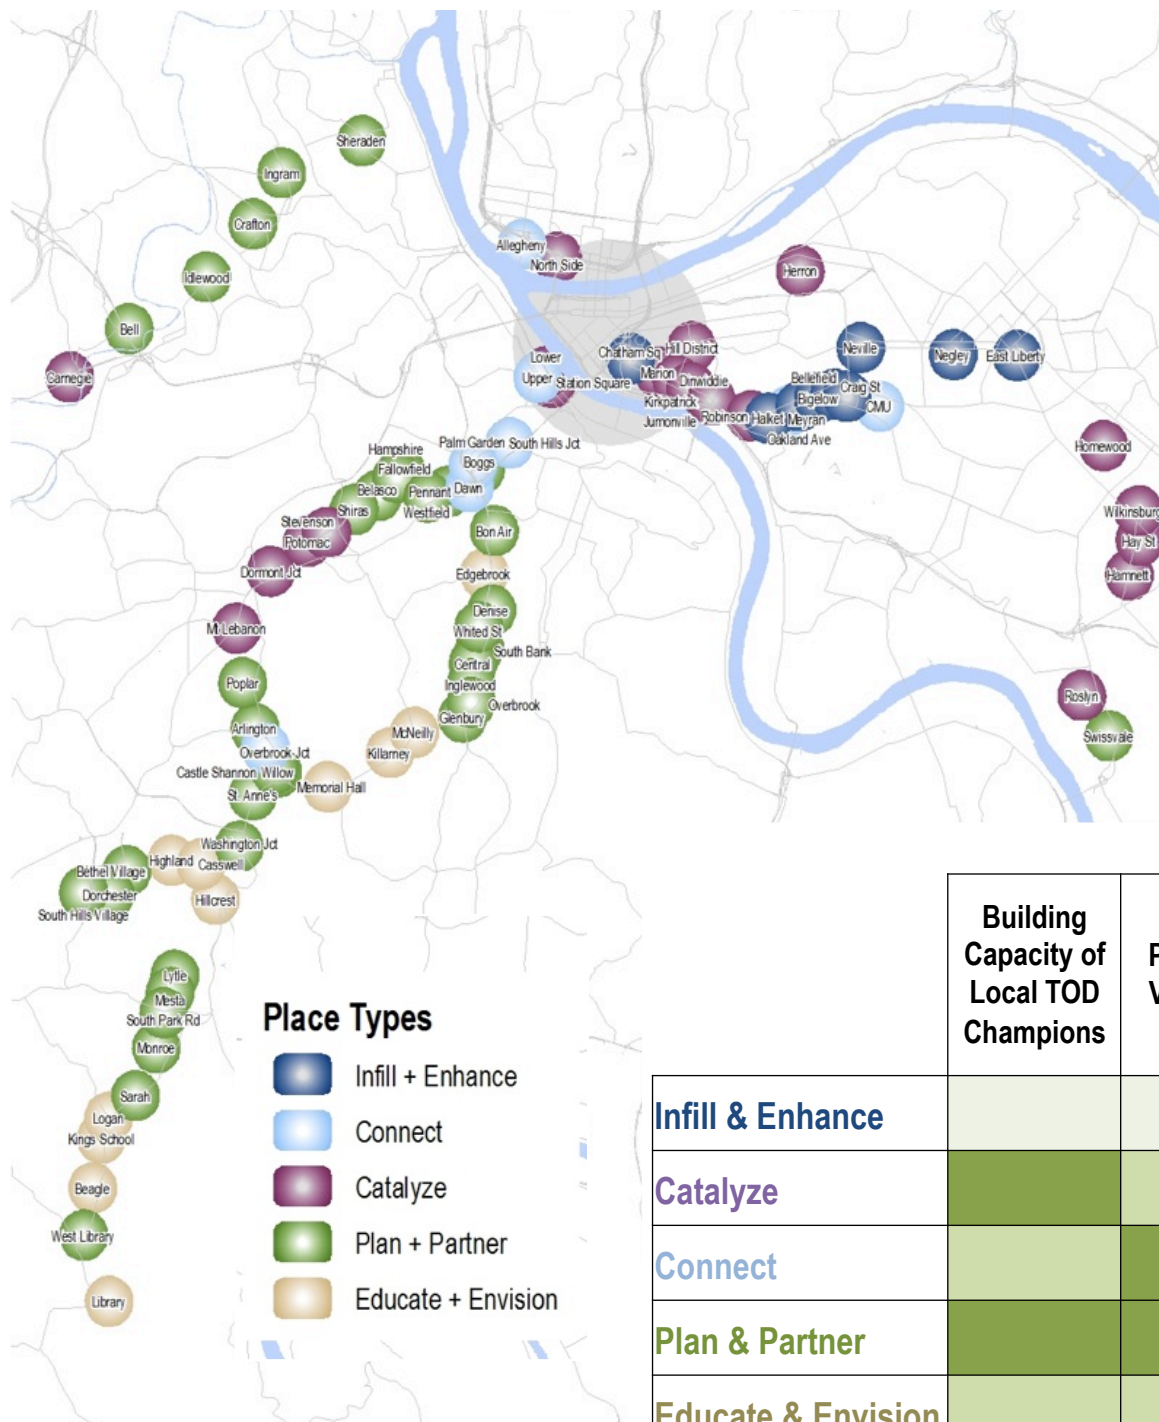 Sheraden
Ingram
Crafton
Idlewood
Bell
Carnegie
Allegheny
North Side
Herron
Lower
Upper
Station Square
Chatham Sq
Hill District
Marion
Dinwiddie
Kirkpatrick
Jumonville
Robinson
Halket
Meyran
Oakland Ave
Bellefield
Bigelow
Craig St
CMU
Neville
Negley
East Liberty
Homewood
Wilkinsburg
Hay St
Hamnett
Roslyn
Swissvale
Palm Garden
South Hills Jct
Boggs
Dawn
Hampshire
Fallowfield
Belasco
Pennant
Westfield
Shiras
Stevenson
Potomac
Dormont Jct
Mt Lebanon
Bon Air
Edgebrook
Denise
Whited St
South Bank
Central
Inglewood
Overbrook
Glenbury
McNeilly
Killarney
Memorial Hall
Poplar
Arlington
Overbrook Jct
Castle Shannon
Willow
St. Anne's
Washington Jct
Casswell
Highland
Hillcrest
Bethel Village
Dorchester
South Hills Village
Lytle
Mesta
South Park Rd
Monroe
Sarah
Logan
Kings School
Beagle
West Library
Library
Place Types
Infill + Enhance
Connect
Catalyze
Plan + Partner
Educate + Envision
Building
Capacity of
Local TOD
Champions
Infill & Enhance
Catalyze
Connect
Plan & Partner
Educate & Envision